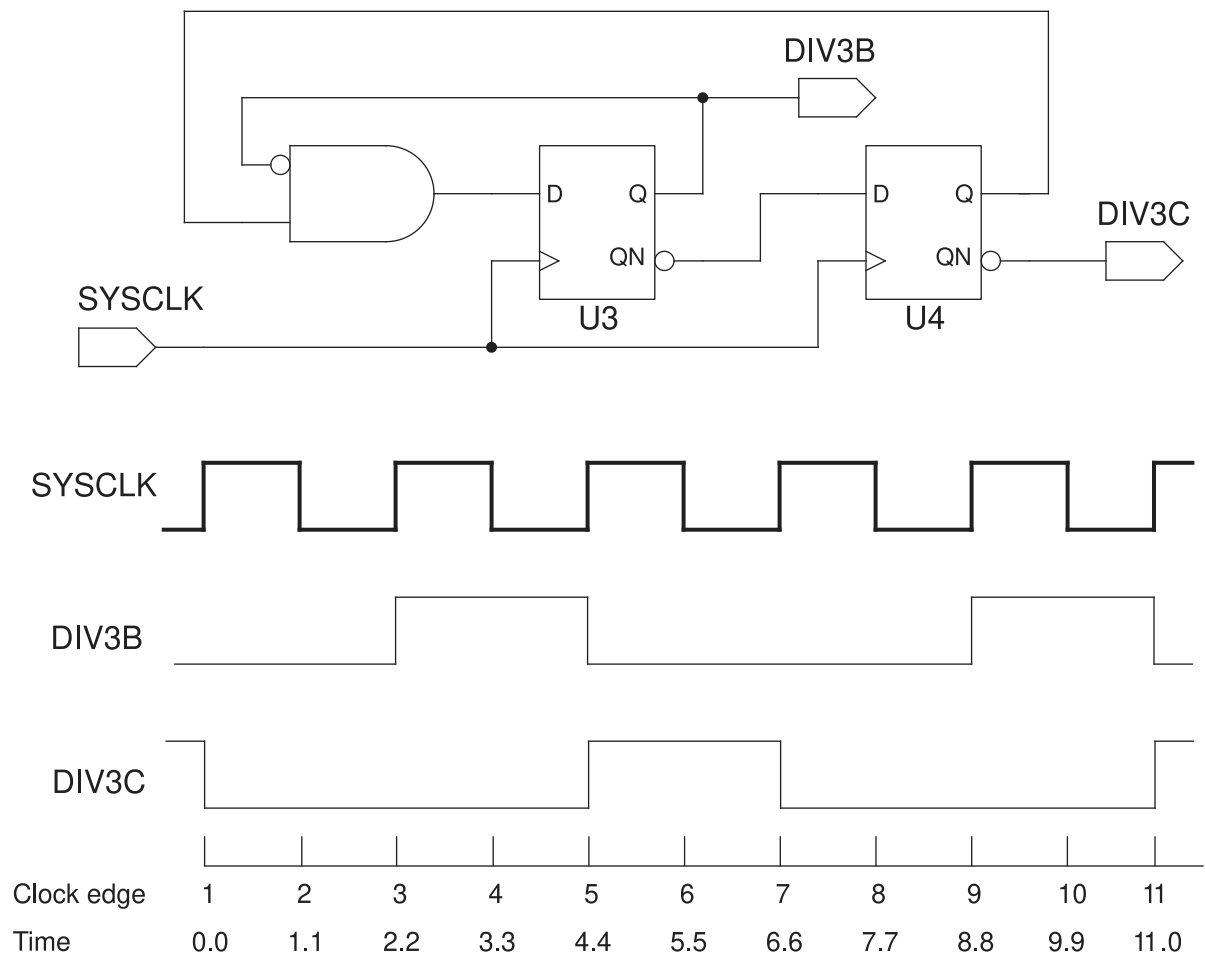 DIV3B
D Q D Q
DIV3C
QN QN
SYSCLK
U3 U4
SYSCLK
DIV3B
DIV3C
Clock edge 1 2 3 4 5 6 7 8 9 10 11
Time 0.0 1.1 2.2 3.3 4.4 5.5 6.6 7.7 8.8 9.9 11.0